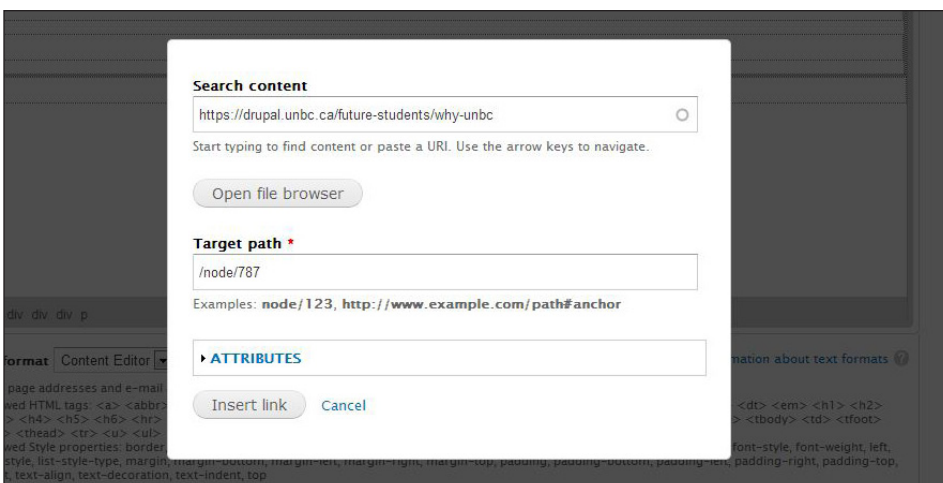 Search content
https://drupal.unbc.ca/future-students/why-unbc
Start typing to find content or paste a URI. Use the arrow keys to navigate.
Open file browser
Target path *
/node/787
Examples: node/123, http://www.example.com/path#anchor
div div div p
ATTRIBUTES
format Content Editor
mation about text formats ?
page addresses and e-mail
Insert link Cancel
wed HTML tags: <a> <abbr> <dt> <em> <h1> <h2>
> <h4> <h5> <h6> <hr> > <tbody> <td> <tfoot>
> <thead> <tr> <u> <ul>
wed Style properties: border, font-style, font-weight, left,
style, list-style-type, margin, margin-bottom, margin-left, margin-right, margin-top, padding, padding-bottom, padding-left, padding-right, padding-top,
t, text-align, text-decoration, text-indent, top